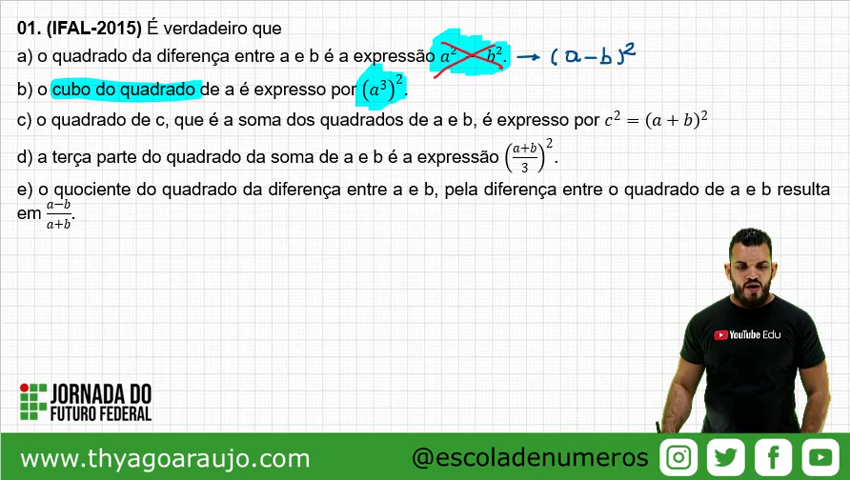 01. (IFAL-2015) É verdadeiro que
a) o quadrado da diferença entre a e b é a expressão a² - b². → (a-b)²
b) o cubo do quadrado de a é expresso por (a³)².
c) o quadrado de c, que é a soma dos quadrados de a e b, é expresso por c² = (a + b)²
d) a terça parte do quadrado da soma de a e b é a expressão ((a+b)/3)².
e) o quociente do quadrado da diferença entre a e b, pela diferença entre o quadrado de a e b resulta
em (a−b)/(a+b).
YouTube Edu
JORNADA DO
FUTURO FEDERAL
www.thyagoaraujo.com @escoladenumeros